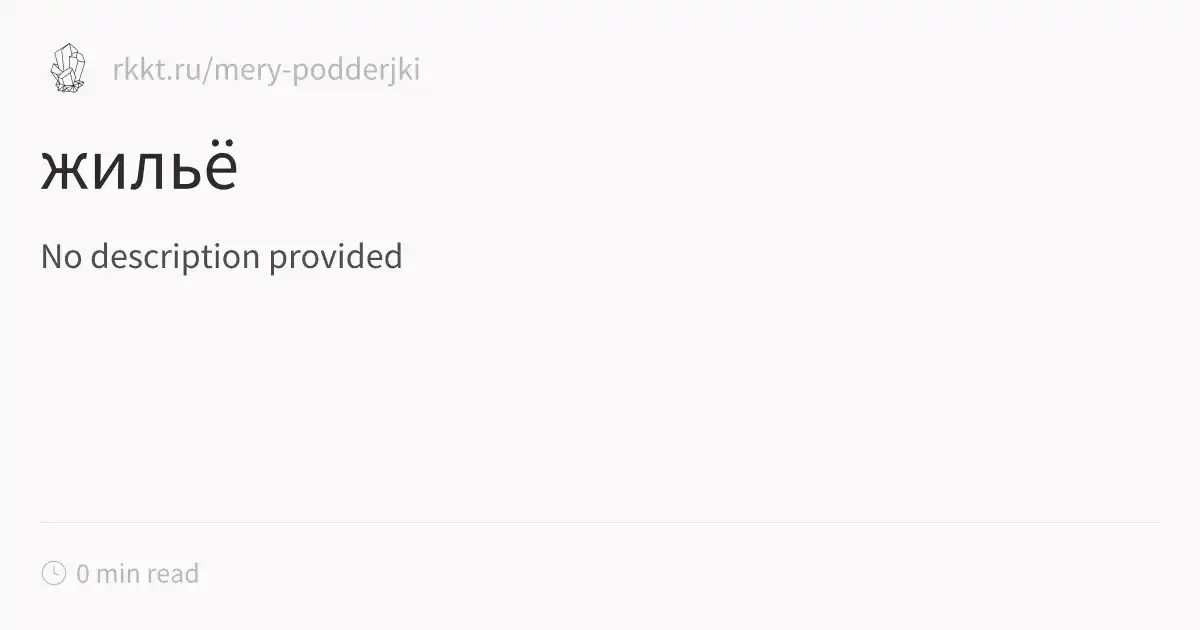 rkkt.ru/mery-podderjki
жильё
No description provided
0 min read